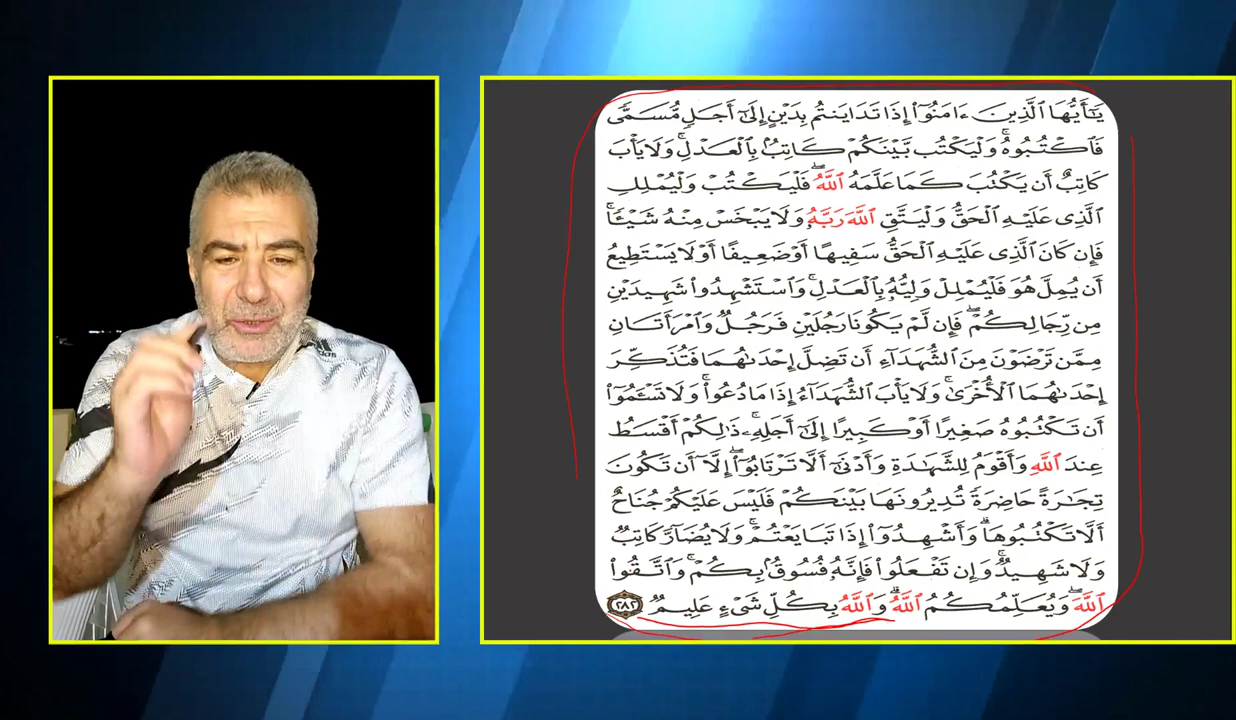 يَٰٓأَيُّهَا ٱلَّذِينَ ءَامَنُوٓا۟ إِذَا تَدَايَنتُم بِدَيْنٍ إِلَىٰٓ أَجَلٍ مُّسَمًّى
فَٱكْتُبُوهُ ۚ وَلْيَكْتُب بَّيْنَكُمْ كَاتِبٌۢ بِٱلْعَدْلِ ۚ وَلَا يَأْبَ
كَاتِبٌ أَن يَكْتُبَ كَمَا عَلَّمَهُ ٱللَّهُ ۚ فَلْيَكْتُبْ وَلْيُمْلِلِ
ٱلَّذِى عَلَيْهِ ٱلْحَقُّ وَلْيَتَّقِ ٱللَّهَ رَبَّهُۥ وَلَا يَبْخَسْ مِنْهُ شَيْـًٔا ۚ
فَإِن كَانَ ٱلَّذِى عَلَيْهِ ٱلْحَقُّ سَفِيهًا أَوْ ضَعِيفًا أَوْ لَا يَسْتَطِيعُ
أَن يُمِلَّ هُوَ فَلْيُمْلِلْ وَلِيُّهُۥ بِٱلْعَدْلِ ۚ وَٱسْتَشْهِدُوا۟ شَهِيدَيْنِ
مِن رِّجَالِكُمْ ۖ فَإِن لَّمْ يَكُونَا رَجُلَيْنِ فَرَجُلٌ وَٱمْرَأَتَانِ
مِمَّن تَرْضَوْنَ مِنَ ٱلشُّهَدَآءِ أَن تَضِلَّ إِحْدَىٰهُمَا فَتُذَكِّرَ
إِحْدَىٰهُمَا ٱلْأُخْرَىٰ ۚ وَلَا يَأْبَ ٱلشُّهَدَآءُ إِذَا مَا دُعُوا۟ ۚ وَلَا تَسْـَٔمُوٓا۟
أَن تَكْتُبُوهُ صَغِيرًا أَوْ كَبِيرًا إِلَىٰٓ أَجَلِهِۦ ۚ ذَٰلِكُمْ أَقْسَطُ
عِندَ ٱللَّهِ وَأَقْوَمُ لِلشَّهَٰدَةِ وَأَدْنَىٰٓ أَلَّا تَرْتَابُوٓا۟ ۖ إِلَّآ أَن تَكُونَ
تِجَٰرَةً حَاضِرَةً تُدِيرُونَهَا بَيْنَكُمْ فَلَيْسَ عَلَيْكُمْ جُنَاحٌ
أَلَّا تَكْتُبُوهَا ۗ وَأَشْهِدُوٓا۟ إِذَا تَبَايَعْتُمْ ۚ وَلَا يُضَآرَّ كَاتِبٌ
وَلَا شَهِيدٌ ۚ وَإِن تَفْعَلُوا۟ فَإِنَّهُۥ فُسُوقٌۢ بِكُمْ ۗ وَٱتَّقُوا۟
ٱللَّهَ ۖ وَيُعَلِّمُكُمُ ٱللَّهُ ۗ وَٱللَّهُ بِكُلِّ شَىْءٍ عَلِيمٌ ٢٨٢
adidas